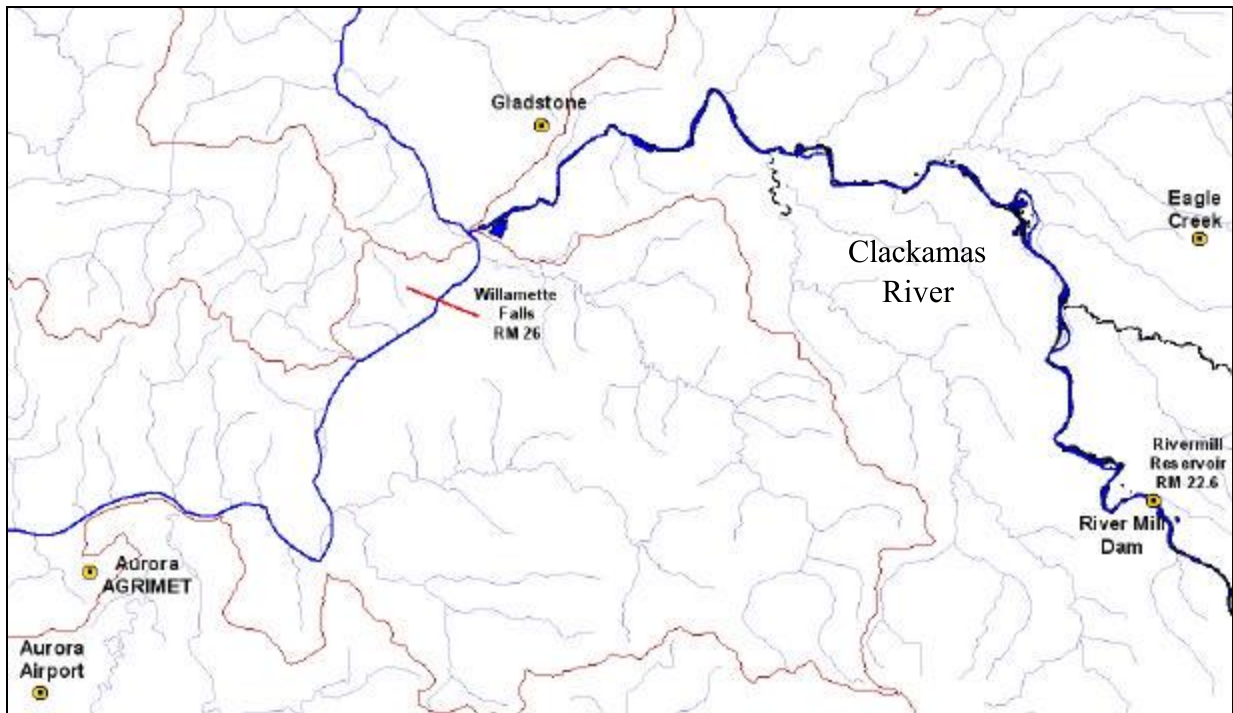 Gladstone
Eagle
Creek
Clackamas
River
Willamette
Falls
RM 26
Rivermill
Reservoir
RM 22.6
River Mill
Dam
Aurora
AGRIMET
Aurora
Airport